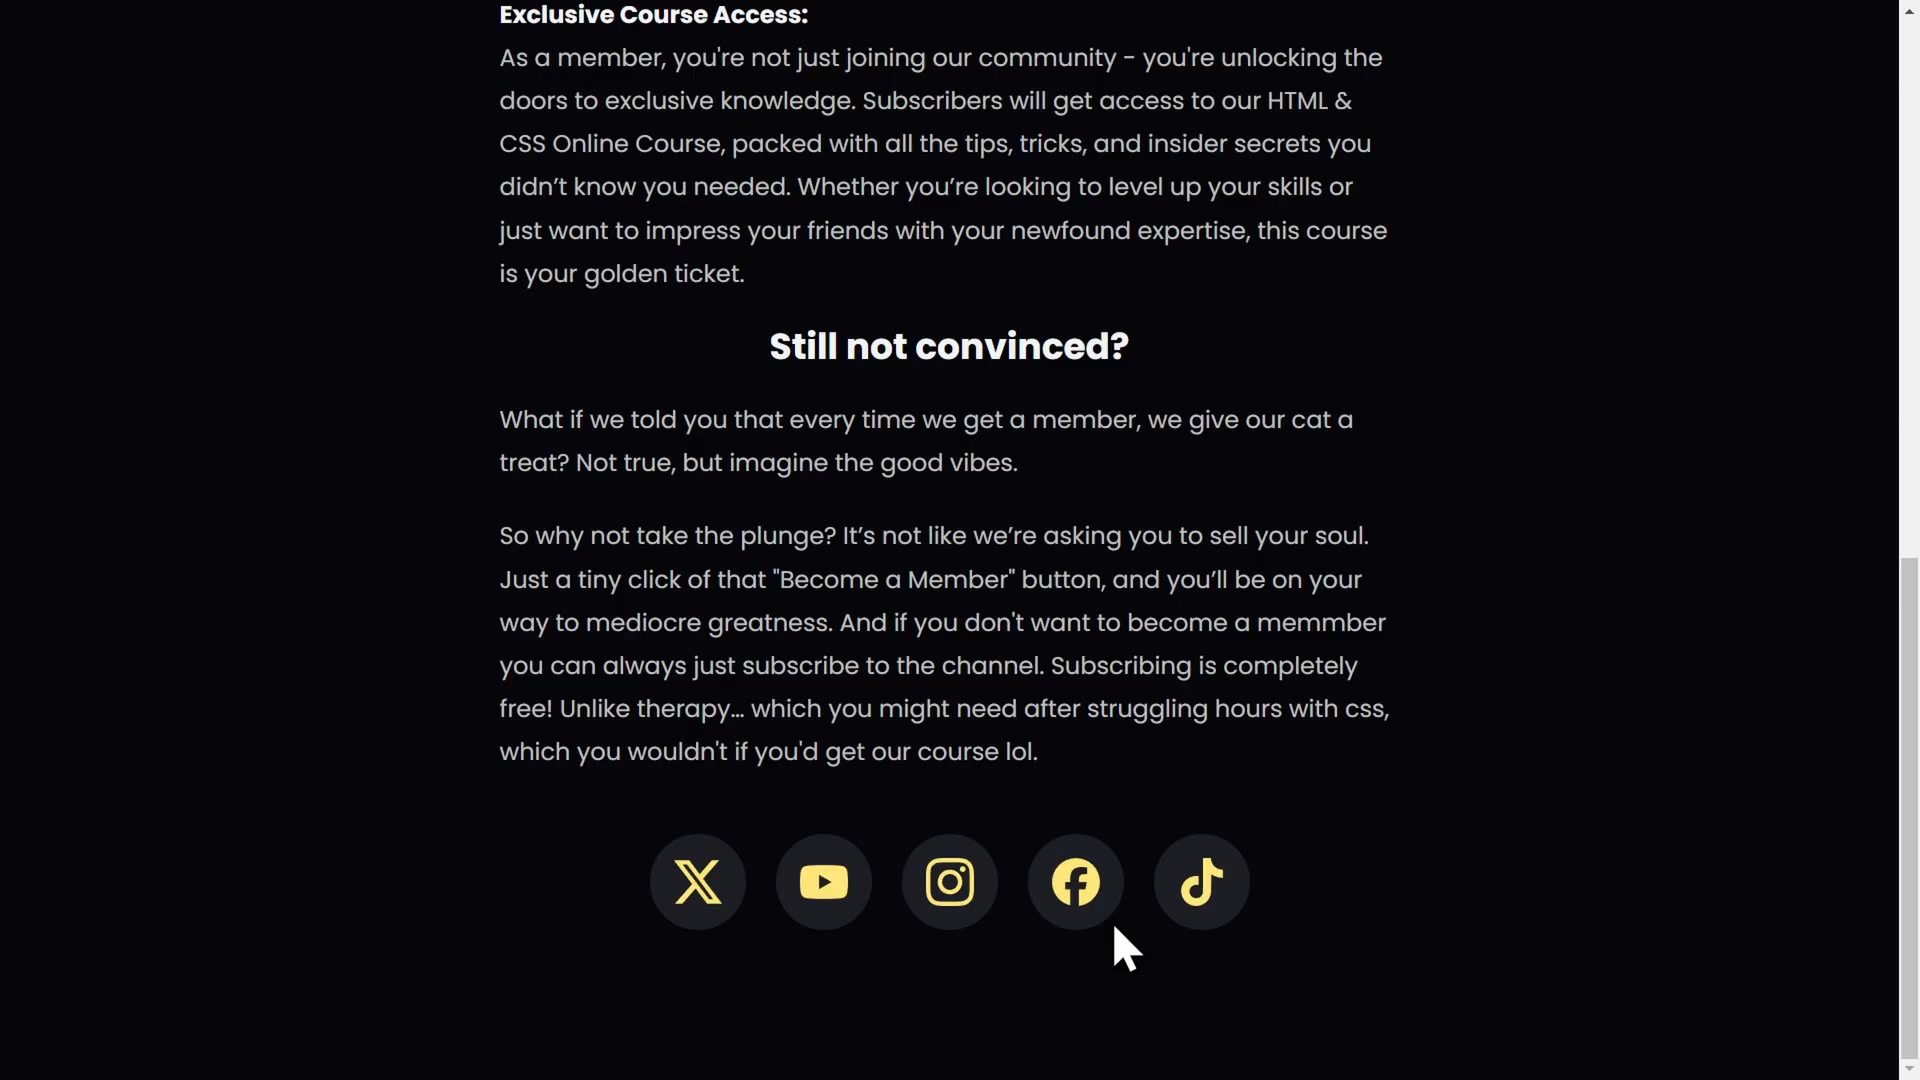 Exclusive Course Access:
As a member, you're not just joining our community - you're unlocking the
doors to exclusive knowledge. Subscribers will get access to our HTML &
CSS Online Course, packed with all the tips, tricks, and insider secrets you
didn’t know you needed. Whether you’re looking to level up your skills or
just want to impress your friends with your newfound expertise, this course
is your golden ticket.
Still not convinced?
What if we told you that every time we get a member, we give our cat a
treat? Not true, but imagine the good vibes.
So why not take the plunge? It’s not like we’re asking you to sell your soul.
Just a tiny click of that "Become a Member" button, and you’ll be on your
way to mediocre greatness. And if you don't want to become a memmber
you can always just subscribe to the channel. Subscribing is completely
free! Unlike therapy… which you might need after struggling hours with css,
which you wouldn't if you'd get our course lol.